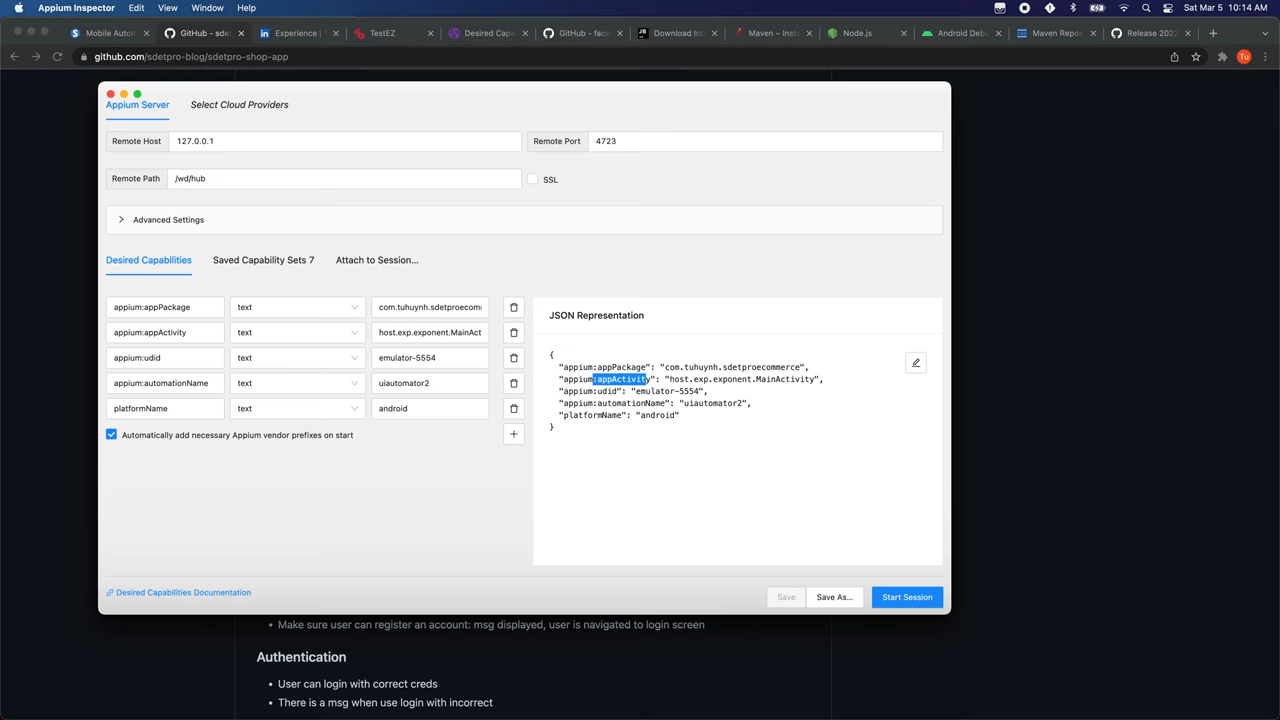 Appium Inspector Edit View Window Help Sat Mar 5 10:14 AM
Mobile Auton GitHub - sdet Experience | TestEZ Desired Capa GitHub - face Download Int Maven – Insta Node.js Android Debu Maven Repos Release 2022
github.com/sdetpro-blog/sdetpro-shop-app Tu
Appium Server Select Cloud Providers
Remote Host 127.0.0.1 Remote Port 4723
Remote Path /wd/hub SSL
Advanced Settings
Desired Capabilities Saved Capability Sets 7 Attach to Session...
appium:appPackage text com.tuhuynh.sdetproecom
appium:appActivity text host.exp.exponent.MainAct
appium:udid text emulator-5554
appium:automationName text uiautomator2
platformName text android
Automatically add necessary Appium vendor prefixes on start
JSON Representation
{
"appium:appPackage": "com.tuhuynh.sdetproecommerce",
"appium:appActivity": "host.exp.exponent.MainActivity",
"appium:udid": "emulator-5554",
"appium:automationName": "uiautomator2",
"platformName": "android"
}
Desired Capabilities Documentation Save Save As... Start Session
Make sure user can register an account: msg displayed, user is navigated to login screen
Authentication
User can login with correct creds
There is a msg when use login with incorrect